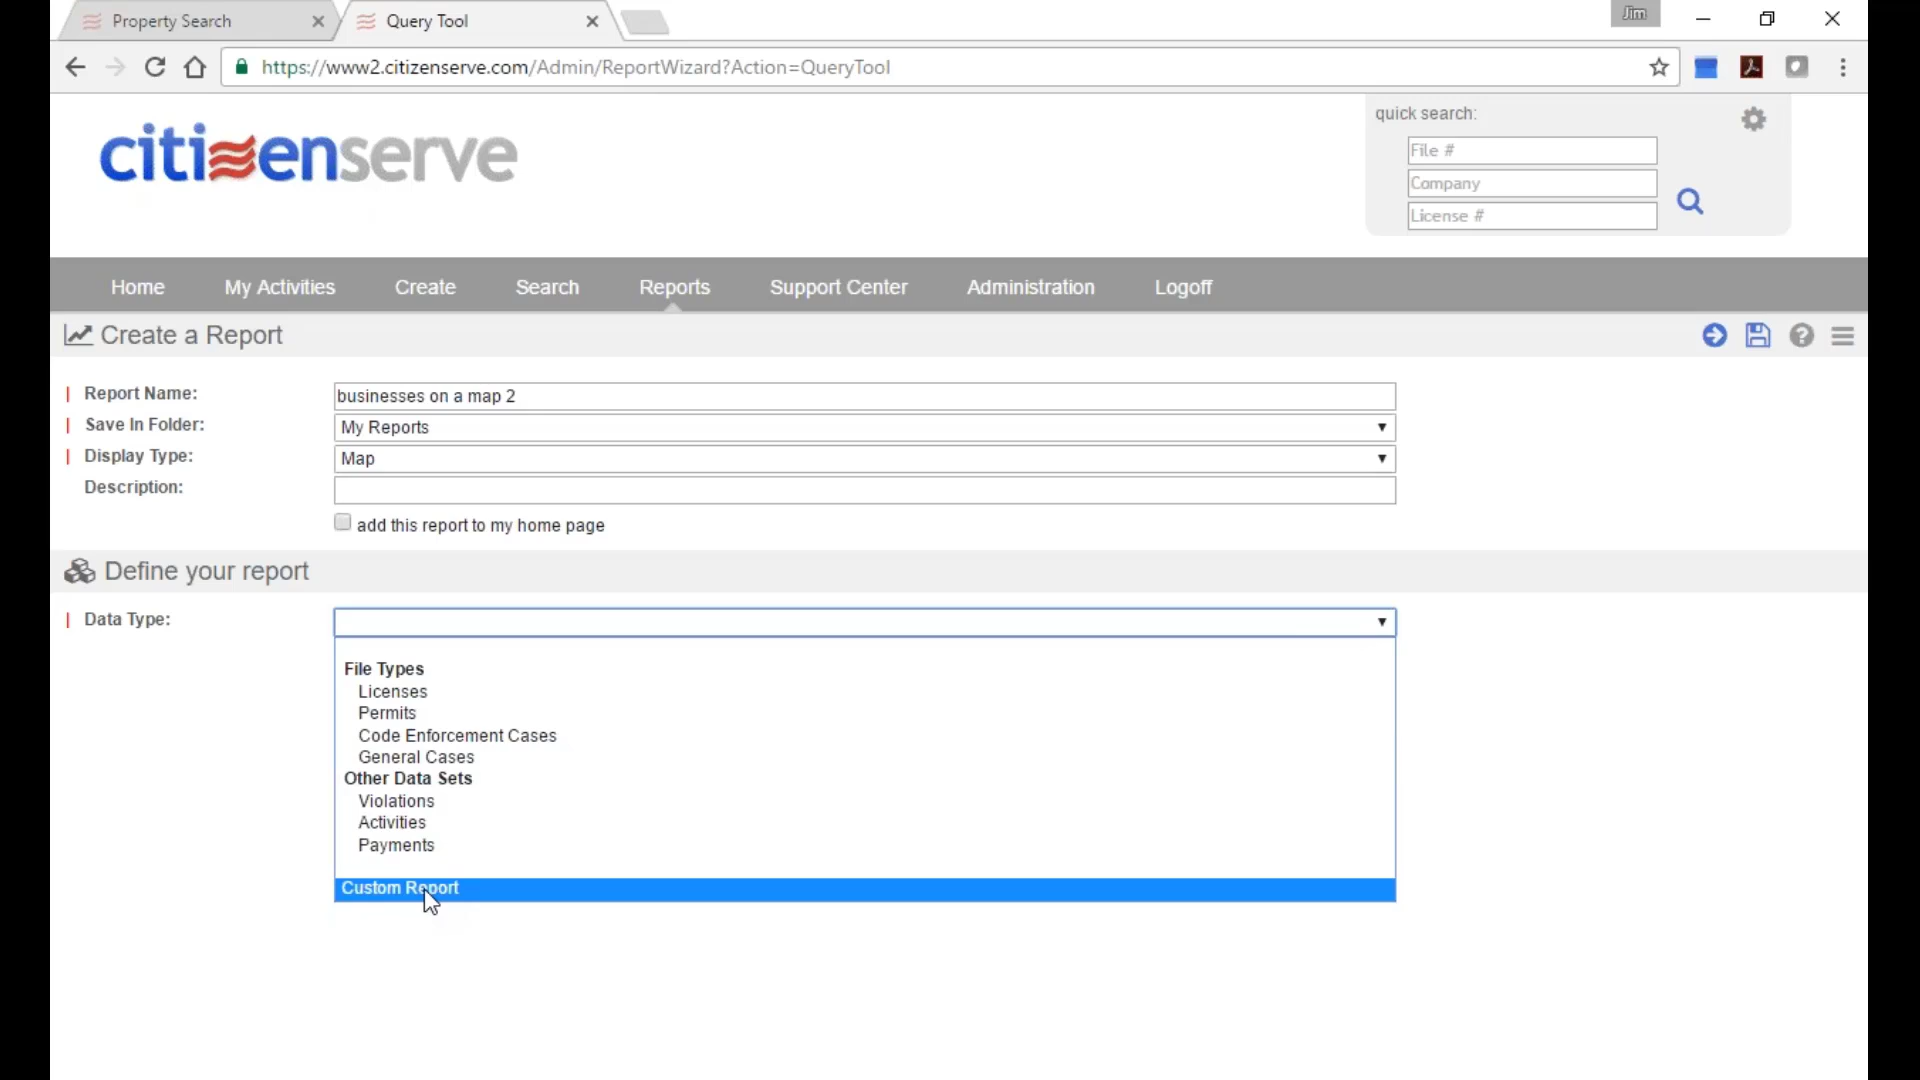 Property Search
Query Tool
Jim
https://www2.citizenserve.com/Admin/ReportWizard?Action=QueryTool
citizenserve
quick search:
File #
Company
License #
Home My Activities Create Search Reports Support Center Administration Logoff
Create a Report
Report Name: businesses on a map 2
Save In Folder: My Reports
Display Type: Map
Description:
add this report to my home page
Define your report
Data Type:
File Types
Licenses
Permits
Code Enforcement Cases
General Cases
Other Data Sets
Violations
Activities
Payments
Custom Report